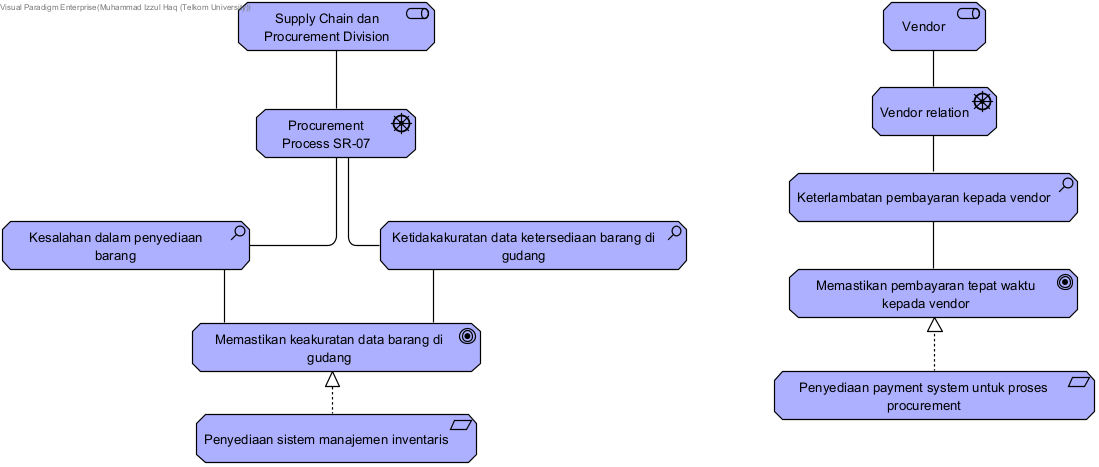 Visual Paradigm Enterprise(Muhammad Izzul Haq (Telkom University))
Supply Chain dan
Procurement Division
Procurement
Process SR-07
Kesalahan dalam penyediaan
barang
Ketidakakuratan data ketersediaan barang di
gudang
Memastikan keakuratan data barang di
gudang
Penyediaan sistem manajemen inventaris
Vendor
Vendor relation
Keterlambatan pembayaran kepada vendor
Memastikan pembayaran tepat waktu
kepada vendor
Penyediaan payment system untuk proses
procurement